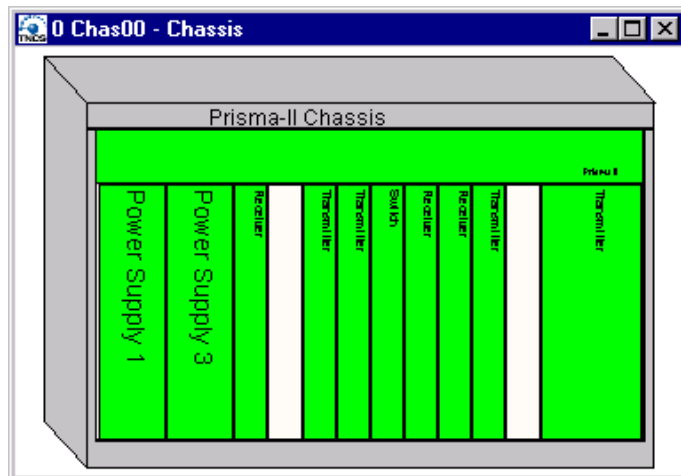 TNCS
0 Chas00 - Chassis
Prisma-II Chassis
Prisma II
Power Supply 1
Power Supply 3
Receiver
Transmitter
Transmitter
Switch
Receiver
Receiver
Transmitter
Transmitter